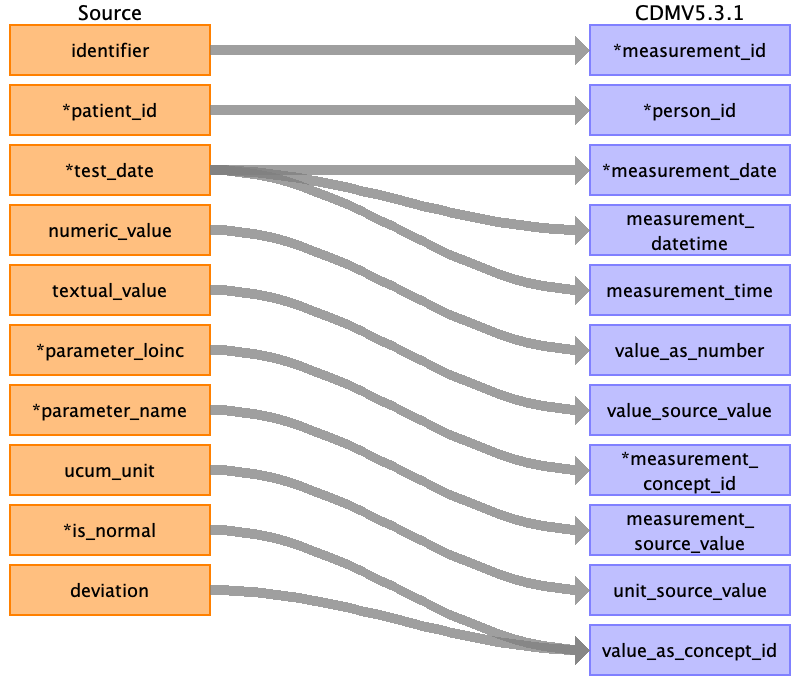 Source
CDMV5.3.1
identifier
*measurement_id
*patient_id
*person_id
*test_date
*measurement_date
numeric_value
measurement_
datetime
textual_value
measurement_time
*parameter_loinc
value_as_number
*parameter_name
value_source_value
ucum_unit
*measurement_
concept_id
*is_normal
measurement_
source_value
deviation
unit_source_value
value_as_concept_id